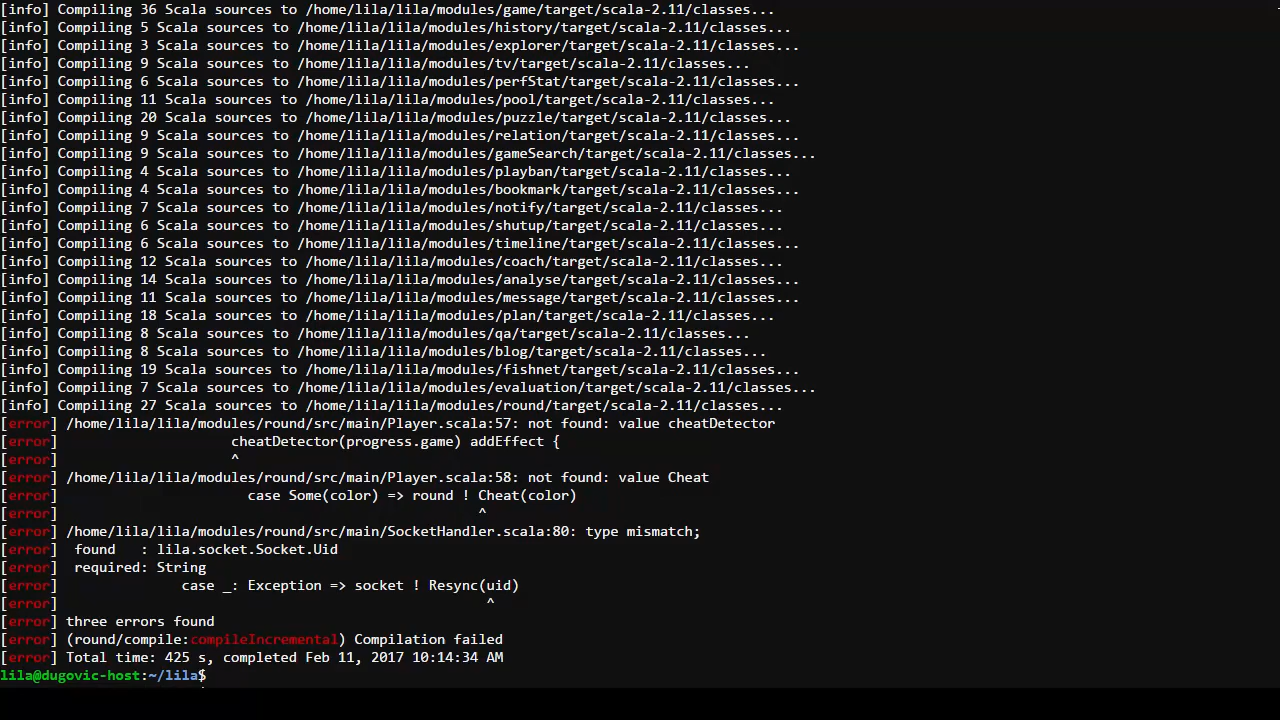 [info] Compiling 36 Scala sources to /home/lila/lila/modules/game/target/scala-2.11/classes...
[info] Compiling 5 Scala sources to /home/lila/lila/modules/history/target/scala-2.11/classes...
[info] Compiling 3 Scala sources to /home/lila/lila/modules/explorer/target/scala-2.11/classes...
[info] Compiling 9 Scala sources to /home/lila/lila/modules/tv/target/scala-2.11/classes...
[info] Compiling 6 Scala sources to /home/lila/lila/modules/perfStat/target/scala-2.11/classes...
[info] Compiling 11 Scala sources to /home/lila/lila/modules/pool/target/scala-2.11/classes...
[info] Compiling 20 Scala sources to /home/lila/lila/modules/puzzle/target/scala-2.11/classes...
[info] Compiling 9 Scala sources to /home/lila/lila/modules/relation/target/scala-2.11/classes...
[info] Compiling 9 Scala sources to /home/lila/lila/modules/gameSearch/target/scala-2.11/classes...
[info] Compiling 4 Scala sources to /home/lila/lila/modules/playban/target/scala-2.11/classes...
[info] Compiling 4 Scala sources to /home/lila/lila/modules/bookmark/target/scala-2.11/classes...
[info] Compiling 7 Scala sources to /home/lila/lila/modules/notify/target/scala-2.11/classes...
[info] Compiling 6 Scala sources to /home/lila/lila/modules/shutup/target/scala-2.11/classes...
[info] Compiling 6 Scala sources to /home/lila/lila/modules/timeline/target/scala-2.11/classes...
[info] Compiling 12 Scala sources to /home/lila/lila/modules/coach/target/scala-2.11/classes...
[info] Compiling 14 Scala sources to /home/lila/lila/modules/analyse/target/scala-2.11/classes...
[info] Compiling 11 Scala sources to /home/lila/lila/modules/message/target/scala-2.11/classes...
[info] Compiling 18 Scala sources to /home/lila/lila/modules/plan/target/scala-2.11/classes...
[info] Compiling 8 Scala sources to /home/lila/lila/modules/qa/target/scala-2.11/classes...
[info] Compiling 8 Scala sources to /home/lila/lila/modules/blog/target/scala-2.11/classes...
[info] Compiling 19 Scala sources to /home/lila/lila/modules/fishnet/target/scala-2.11/classes...
[info] Compiling 7 Scala sources to /home/lila/lila/modules/evaluation/target/scala-2.11/classes...
[info] Compiling 27 Scala sources to /home/lila/lila/modules/round/target/scala-2.11/classes...
[error] /home/lila/lila/modules/round/src/main/Player.scala:57: not found: value cheatDetector
[error]                     cheatDetector(progress.game) addEffect {
[error]                     ^
[error] /home/lila/lila/modules/round/src/main/Player.scala:58: not found: value Cheat
[error]                       case Some(color) => round ! Cheat(color)
[error]                                                   ^
[error] /home/lila/lila/modules/round/src/main/SocketHandler.scala:80: type mismatch;
[error]  found   : lila.socket.Socket.Uid
[error]  required: String
[error]               case _: Exception => socket ! Resync(uid)
[error]                                                    ^
[error] three errors found
[error] (round/compile:compileIncremental) Compilation failed
[error] Total time: 425 s, completed Feb 11, 2017 10:14:34 AM
lila@dugovic-host:~/lila$